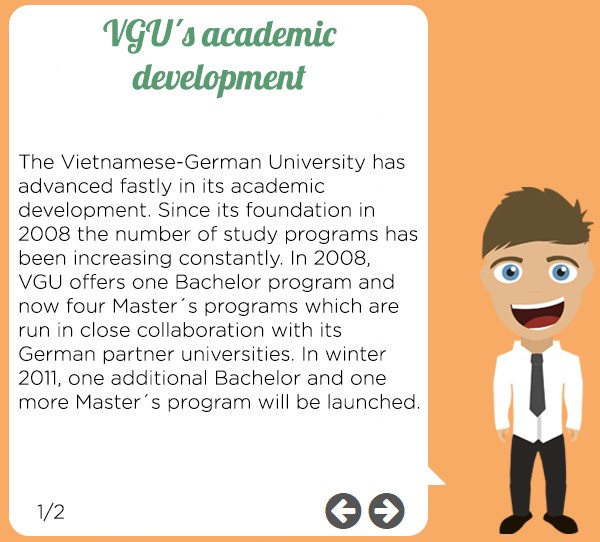 VGU´s academic
development
The Vietnamese-German University has
advanced fastly in its academic
development. Since its foundation in
2008 the number of study programs has
been increasing constantly. In 2008,
VGU offers one Bachelor program and
now four Master´s programs which are
run in close collaboration with its
German partner universities. In winter
2011, one additional Bachelor and one
more Master´s program will be launched.
1/2